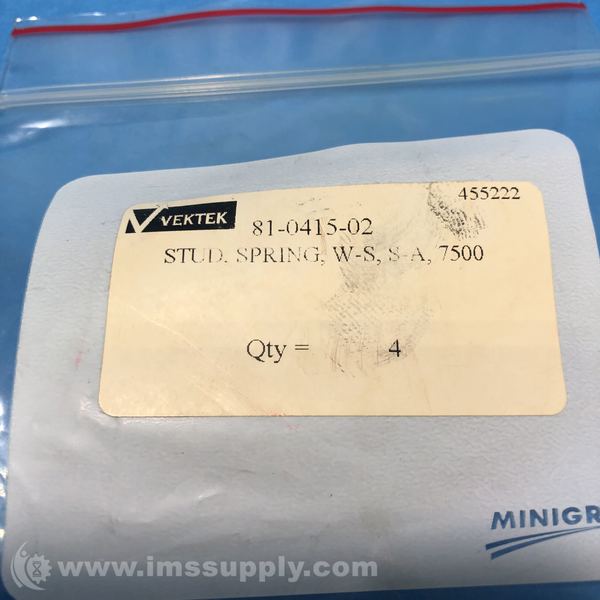 455222
VEKTEK
81-0415-02
STUD, SPRING, W-S, S-A, 7500
Qty = 4
MINIGR
www.imssupply.com